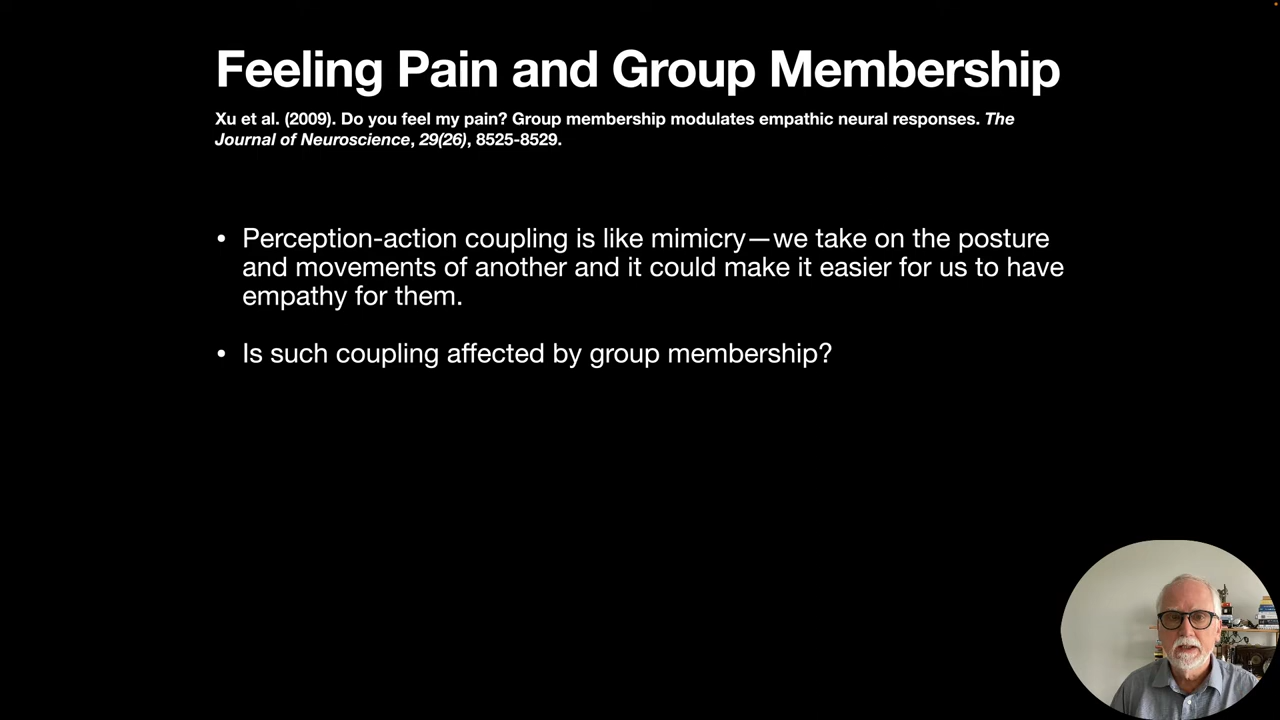 Feeling Pain and Group Membership
Xu et al. (2009). Do you feel my pain? Group membership modulates empathic neural responses. The
Journal of Neuroscience, 29(26), 8525-8529.
• Perception-action coupling is like mimicry—we take on the posture
and movements of another and it could make it easier for us to have
empathy for them.
• Is such coupling affected by group membership?